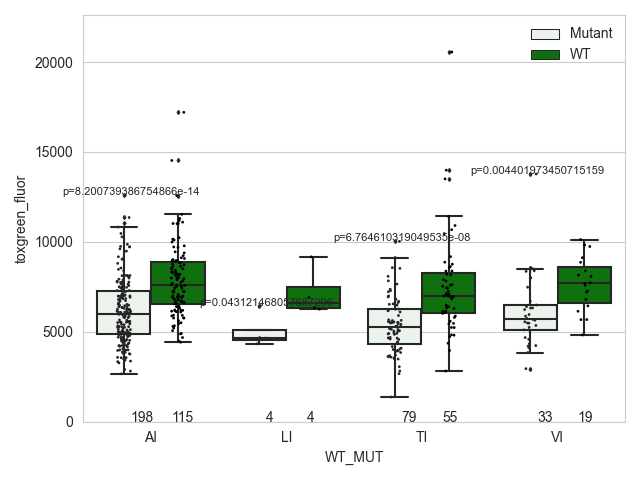 Mutant
WT
20000
15000
10000
5000
0
toxgreen_fluor
p=8.200739386754866e-14
p=6.764610319049535e-08
p=0.004401973450715159
198 115 4 4 79 55 33 19
AI LI TI VI
WT_MUT